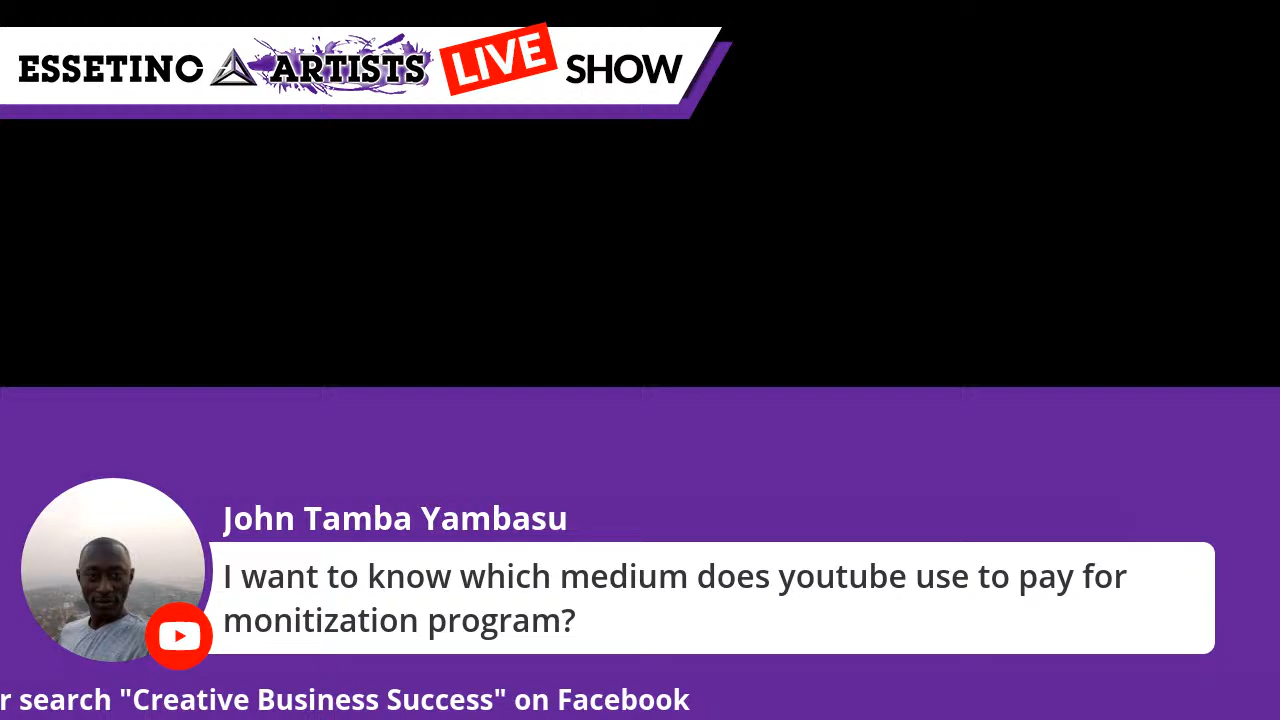 ESSETINO ARTISTS LIVE SHOW
John Tamba Yambasu
I want to know which medium does youtube use to pay for
monitization program?
r search "Creative Business Success" on Facebook